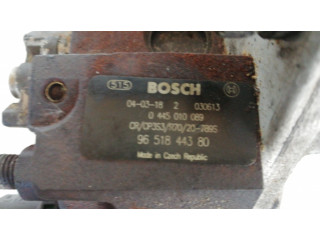 515 BOSCH
04-03-18 2 030613
0 445 010 089
CR/CP3S3/R70/20-789S
96 518 443 80
Made in Czech Republic